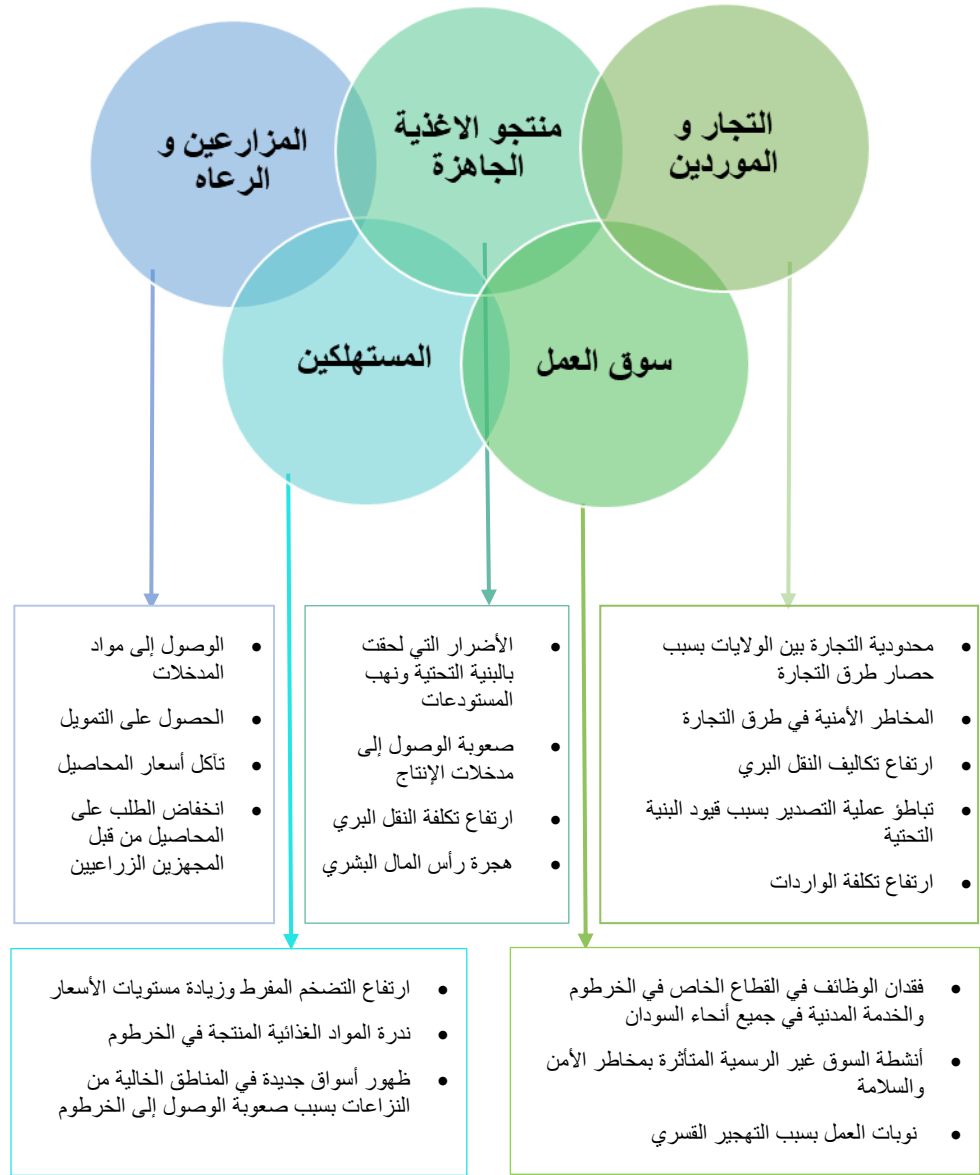 التجار و
الموردين
منتجو الاغذية
الجاهزة
المزارعين و
الرعاه
سوق العمل
المستهلكين
• محدودية التجارة بين الولايات بسبب
حصار طرق التجارة
• المخاطر الأمنية في طرق التجارة
• ارتفاع تكاليف النقل البري
• تباطؤ عملية التصدير بسبب قيود البنية
التحتية
• ارتفاع تكلفة الواردات
• الأضرار التي لحقت
بالبنية التحتية ونهب
المستودعات
• صعوبة الوصول إلى
مدخلات الإنتاج
• ارتفاع تكلفة النقل البري
• هجرة رأس المال البشري
• الوصول إلى مواد
المدخلات
• الحصول على التمويل
• تآكل أسعار المحاصيل
• انخفاض الطلب على
المحاصيل من قبل
المجهزين الزراعيين
• فقدان الوظائف في القطاع الخاص في الخرطوم
والخدمة المدنية في جميع أنحاء السودان
• أنشطة السوق غير الرسمية المتأثرة بمخاطر الأمن
والسلامة
• نوبات العمل بسبب التهجير القسري
• ارتفاع التضخم المفرط وزيادة مستويات الأسعار
• ندرة المواد الغذائية المنتجة في الخرطوم
• ظهور أسواق جديدة في المناطق الخالية من
النزاعات بسبب صعوبة الوصول إلى الخرطوم